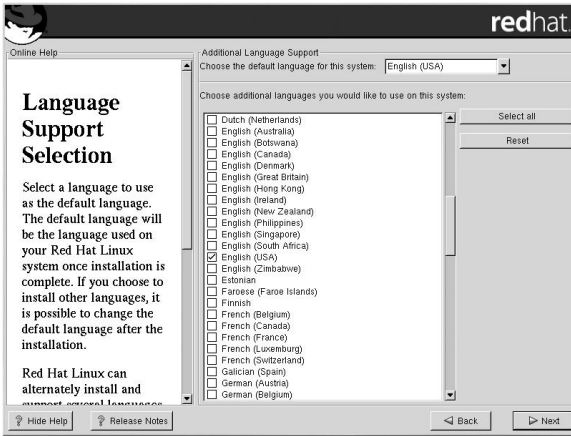 redhat.
Online Help
Language
Support
Selection
Select a language to use
as the default language.
The default language will
be the language used on
your Red Hat Linux
system once installation is
complete. If you choose to
install other languages, it
is possible to change the
default language after the
installation.
Red Hat Linux can
alternately install and
support several languages
Additional Language Support
Choose the default language for this system: English (USA)
Choose additional languages you would like to use on this system:
Dutch (Netherlands)
English (Australia)
English (Botswana)
English (Canada)
English (Denmark)
English (Great Britain)
English (Hong Kong)
English (Ireland)
English (New Zealand)
English (Philippines)
English (Singapore)
English (South Africa)
English (USA)
English (Zimbabwe)
Estonian
Faroese (Faroe Islands)
Finnish
French (Belgium)
French (Canada)
French (France)
French (Luxemburg)
French (Switzerland)
Galician (Spain)
German (Austria)
German (Belgium)
Select all
Reset
Hide Help
Release Notes
Back
Next